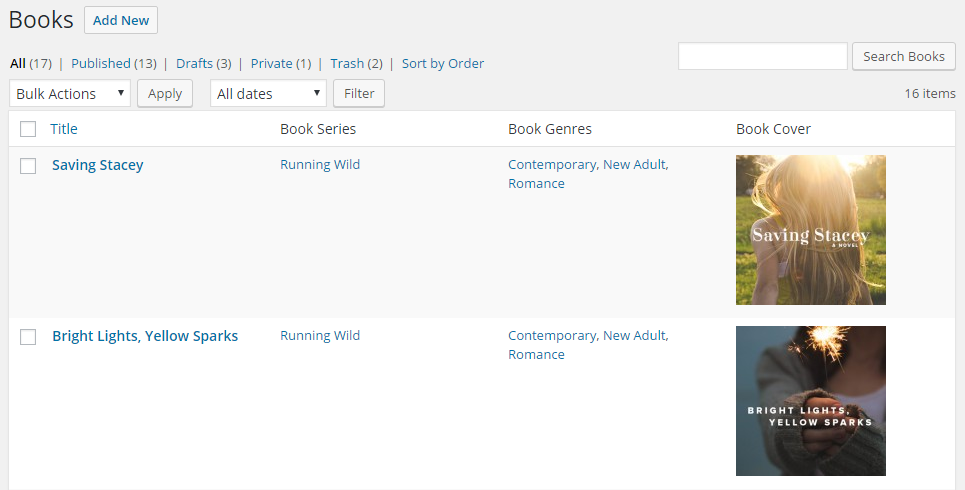 Books Add New
All (17) | Published (13) | Drafts (3) | Private (1) | Trash (2) | Sort by Order
Search Books
Bulk Actions Apply All dates Filter 16 items
Title Book Series Book Genres Book Cover
Saving Stacey Running Wild Contemporary, New Adult,
Romance
Saving Stacey
A NOVEL
Bright Lights, Yellow Sparks Running Wild Contemporary, New Adult,
Romance
BRIGHT LIGHTS,
YELLOW SPARKS